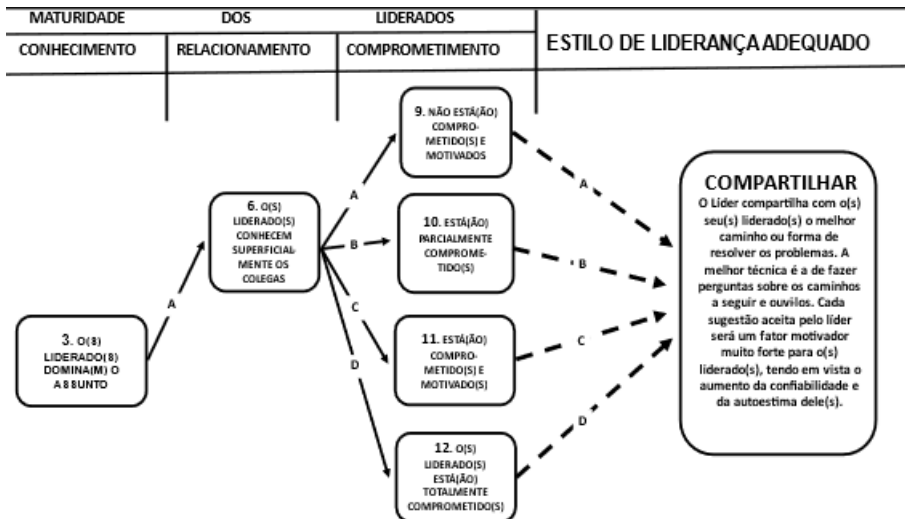 MATURIDADE DOS LIDERADOS
CONHECIMENTO RELACIONAMENTO COMPROMETIMENTO ESTILO DE LIDERANÇA ADEQUADO
3. O(8)
LIDERADO(8)
DOMINA(M) O
A88UNTO
A
6. O(S)
LIDERADO(S)
CONHECEM
SUPERFICIAL-
MENTE OS
COLEGAS
A
B
C
D
9. NÃO ESTÁ(ÃO)
COMPRO-
METIDO(S) E
MOTIVADOS
10. ESTÁ(ÃO)
PARCIALMENTE
COMPROME-
TIDO(S)
11. ESTÁ(ÃO)
COMPRO-
METIDO(S) E
MOTIVADO(S)
12. O(S)
LIDERADO(S)
ESTÁ(ÃO)
TOTALMENTE
COMPROMETIDO(S)
A
B
C
D
COMPARTILHAR
O Líder compartilha com o(s)
seu(s) liderado(s) o melhor
caminho ou forma de
resolver os problemas. A
melhor técnica é a de fazer
perguntas sobre os caminhos
a seguir e ouvi-los. Cada
sugestão aceita pelo líder
será um fator motivador
muito forte para o(s)
liderado(s), tendo em vista o
aumento da confiabilidade e
da autoestima dele(s).